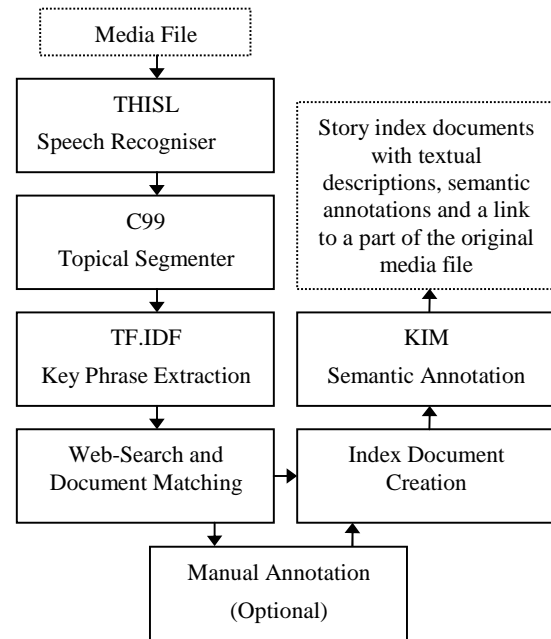 Media File
THISL
Speech Recogniser
C99
Topical Segmenter
TF.IDF
Key Phrase Extraction
Web-Search and
Document Matching
Manual Annotation
(Optional)
Index Document
Creation
KIM
Semantic Annotation
Story index documents
with textual
descriptions, semantic
annotations and a link
to a part of the original
media file